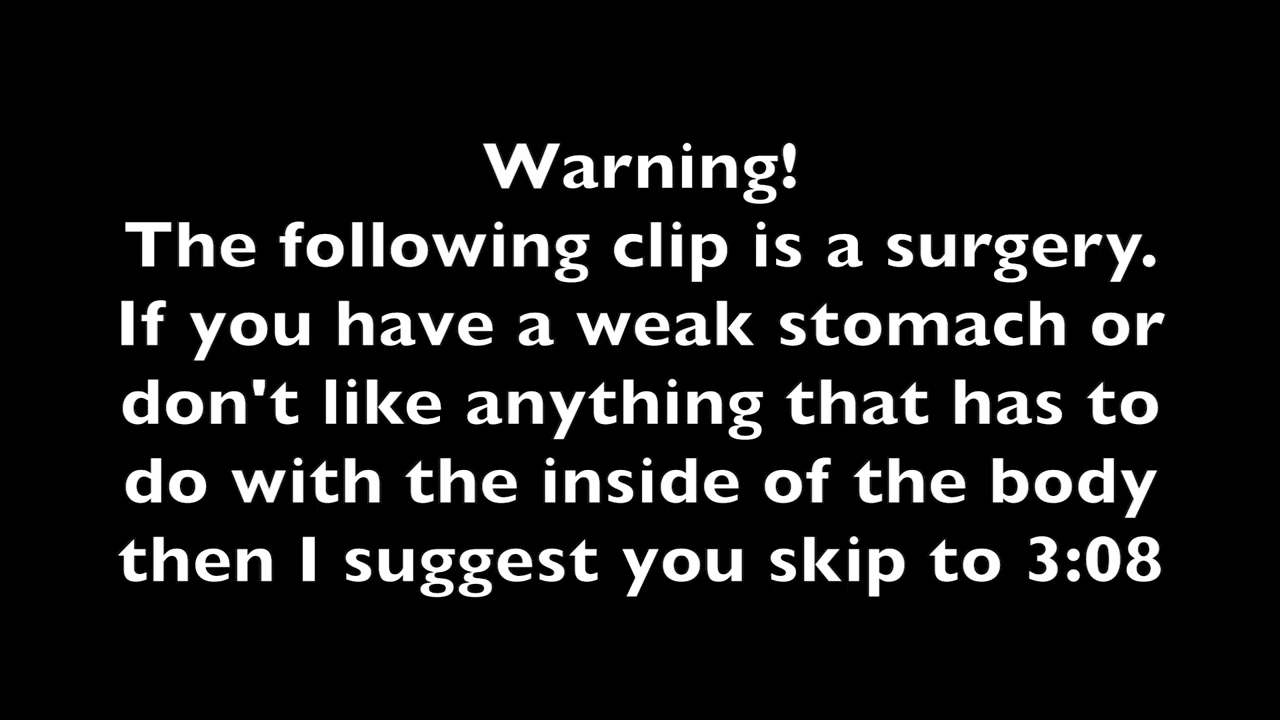 Warning!
The following clip is a surgery.
If you have a weak stomach or
don't like anything that has to
do with the inside of the body
then I suggest you skip to 3:08